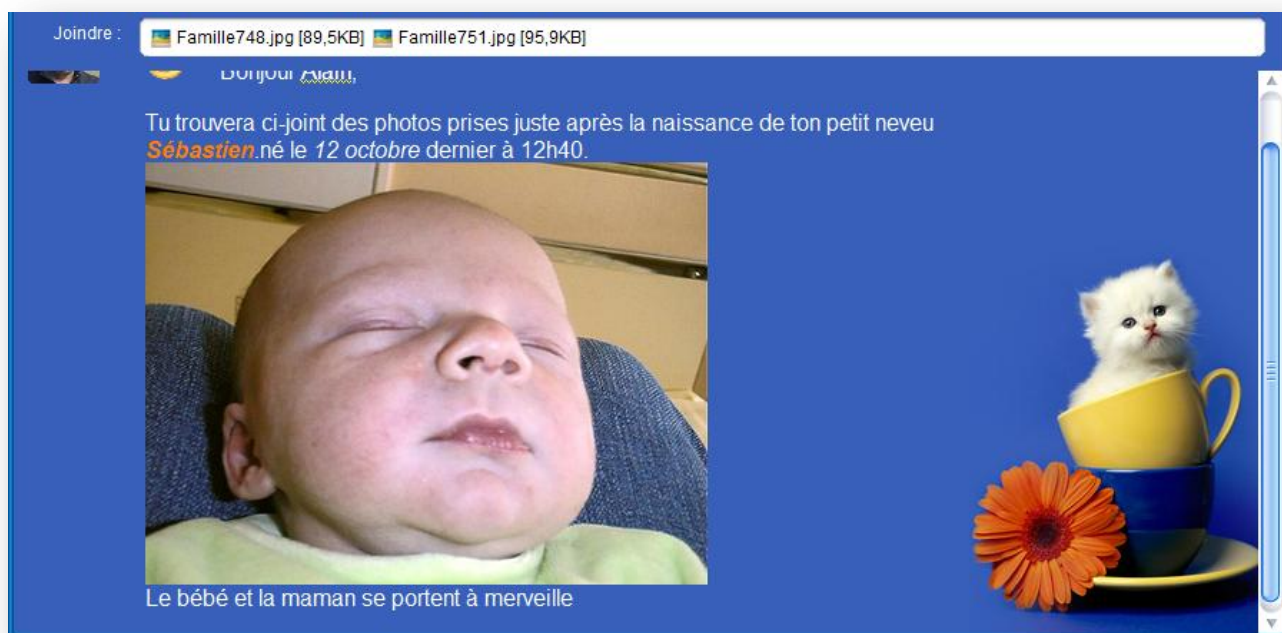 Joindre : Famille748.jpg [89,5KB] Famille751.jpg [95,9KB]
Bonjour Alain,
Tu trouvera ci-joint des photos prises juste après la naissance de ton petit neveu
Sébastien.né le 12 octobre dernier à 12h40.
Le bébé et la maman se portent à merveille